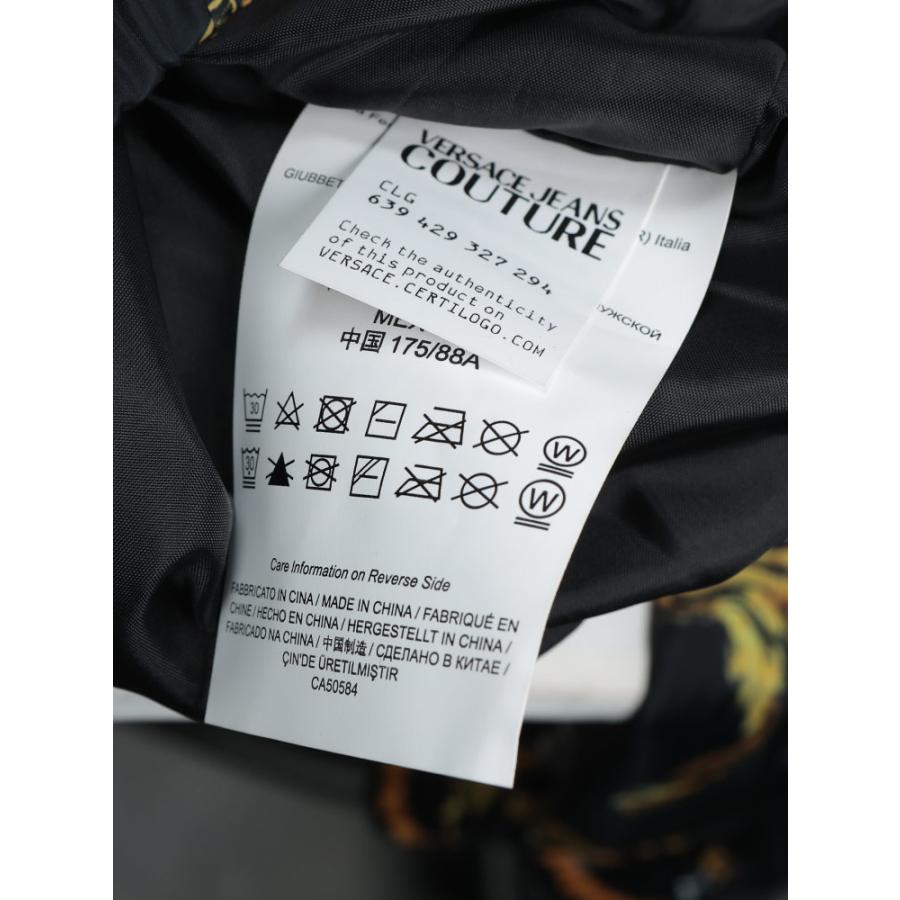 VERSACE JEANS
COUTURE
CLG
639 429 327 294
Check the authenticity
of this product on
VERSACE.CERTILOGO.COM
GIUBBET
R) Italia
УЖСКОЙ
中国 175/88A
30
W
30
W
Care Information on Reverse Side
FABBRICATO IN CINA / MADE IN CHINA / FABRIQUÉ EN
CHINE / HECHO EN CHINA / HERGESTELLT IN CHINA /
FABRICADO NA CHINA / 中国制造 / СДЕЛАНО В КИТАЕ /
ÇIN'DE ÜRETILMIŞTIR
CA50584